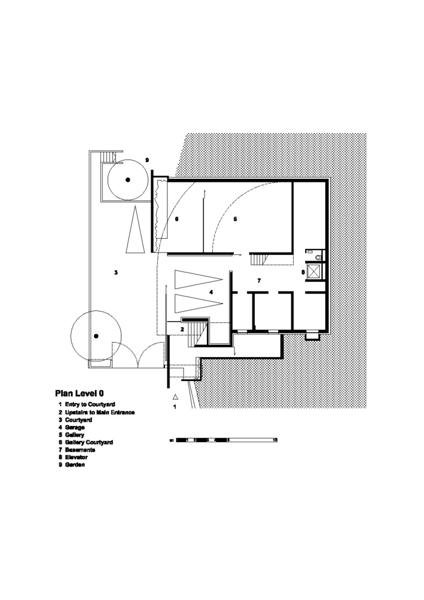 9
6
5
3
7
8
4
2
1
Plan Level 0
1 Entry to Courtyard
2 Upstairs to Main Entrance
3 Courtyard
4 Garage
5 Gallery
6 Gallery Courtyard
7 Basements
8 Elevator
9 Garden